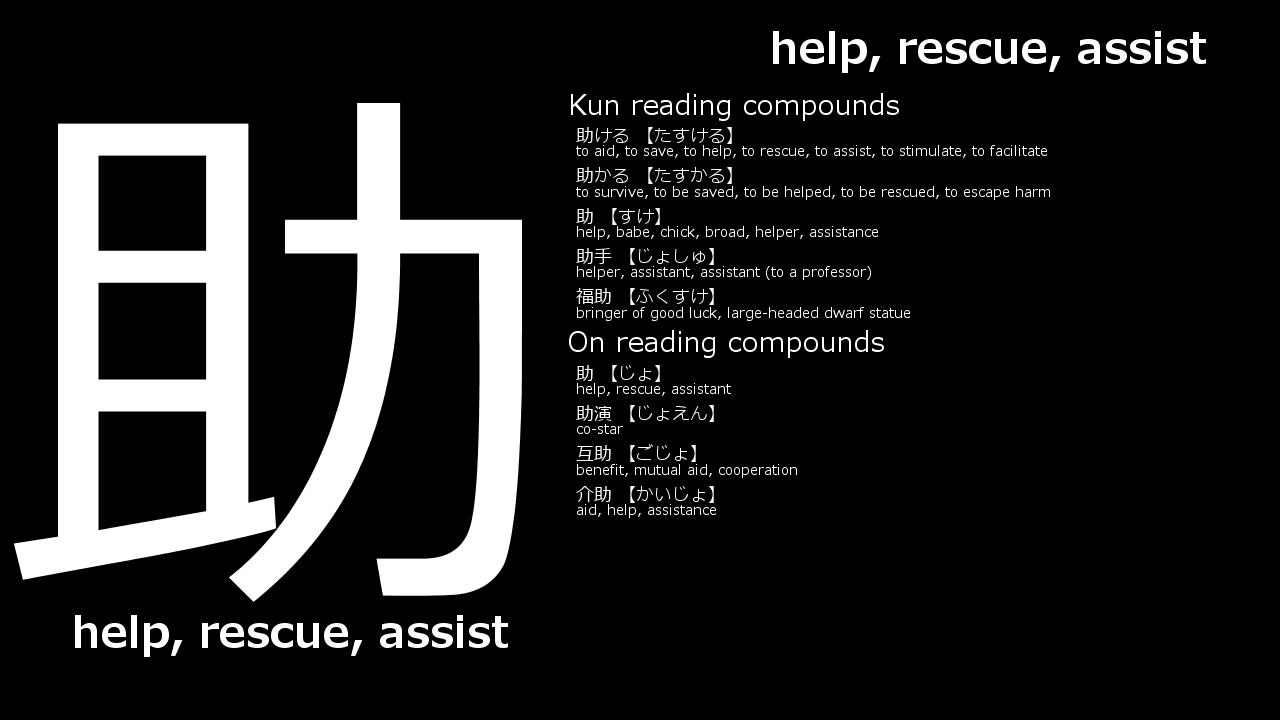 help, rescue, assist
助
help, rescue, assist
Kun reading compounds
助ける 【たすける】
to aid, to save, to help, to rescue, to assist, to stimulate, to facilitate
助かる 【たすかる】
to survive, to be saved, to be helped, to be rescued, to escape harm
助 【すけ】
help, babe, chick, broad, helper, assistance
助手 【じょしゅ】
helper, assistant, assistant (to a professor)
福助 【ふくすけ】
bringer of good luck, large-headed dwarf statue
On reading compounds
助 【じょ】
help, rescue, assistant
助演 【じょえん】
co-star
互助 【ごじょ】
benefit, mutual aid, cooperation
介助 【かいじょ】
aid, help, assistance